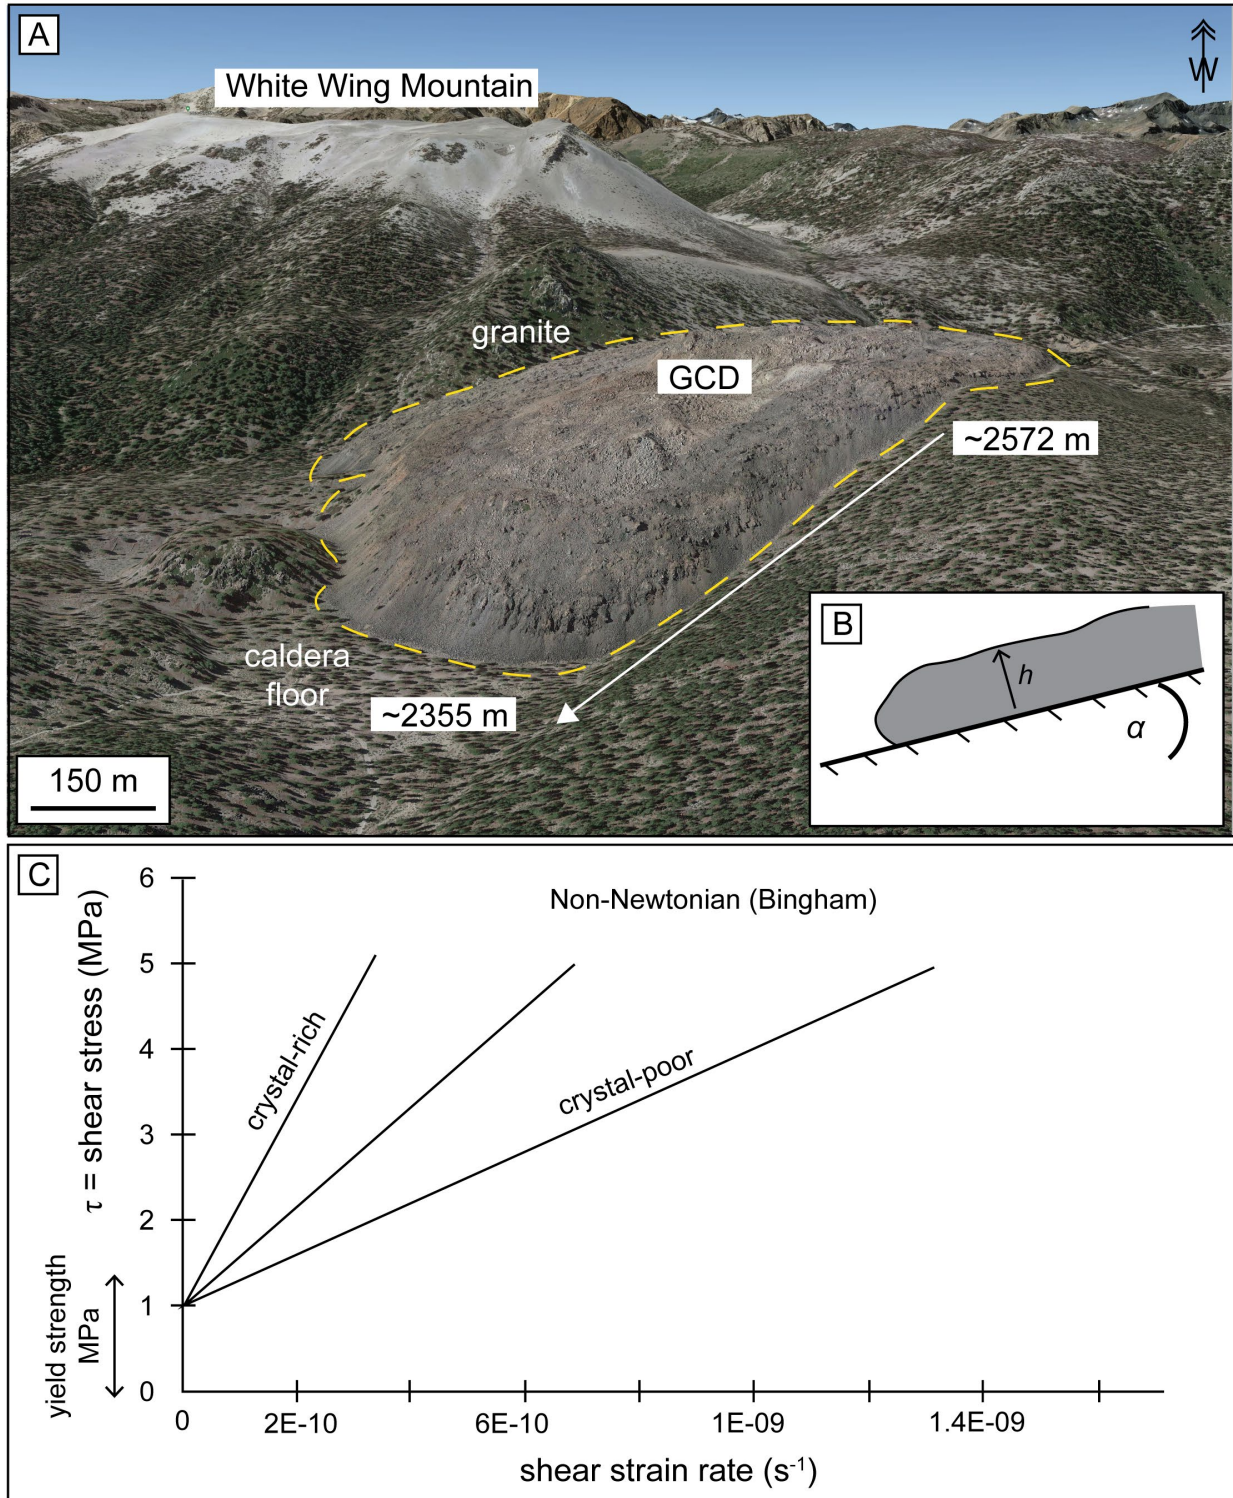 A
White Wing Mountain
W
granite
GCD
~2572 m
caldera
floor
~2355 m
150 m
B
h
α
C
Non-Newtonian (Bingham)
τ = shear stress (MPa)
yield strength
MPa
6
5
4
3
2
1
0
crystal-rich
crystal-poor
0
2E-10
6E-10
1E-09
1.4E-09
shear strain rate (s⁻¹)